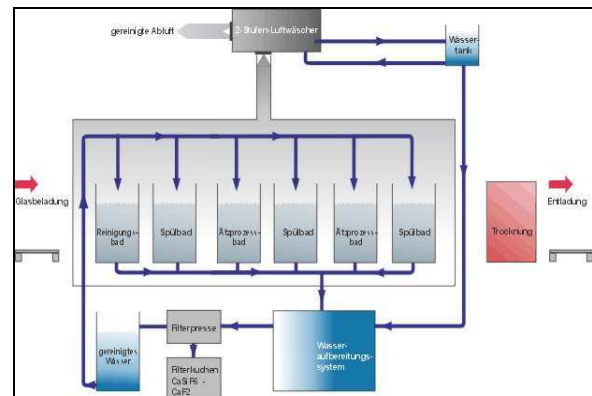 gereinigte Abluft
2-Stufen-Luftwäscher
Wasser-
tank
Glasbeladung
Reinigungs-
bad
Spülbad
Ätzprozess-
bad
Spülbad
Ätzprozess-
bad
Spülbad
Trocknung
Entladung
gereinigtes
Wasser
Filterpresse
Filterkuchen
CaSiF6 -
CaF2
Wasser-
aufbereitungs-
system